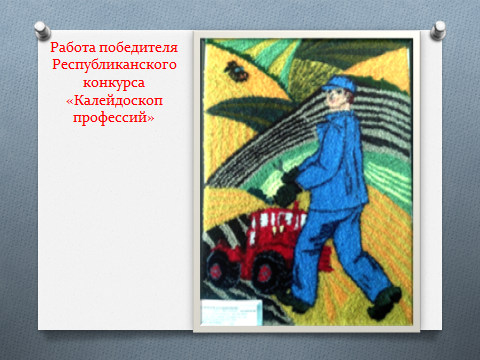 Работа победителя
Республиканского
конкурса
«Калейдоскоп
профессий»